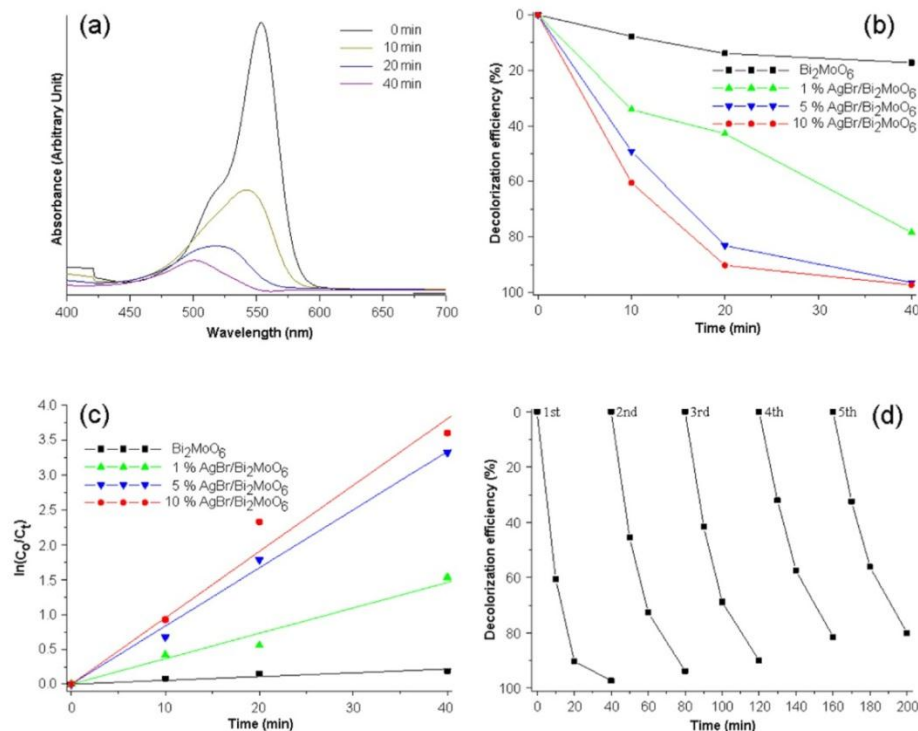 (a)
0 min
10 min
20 min
40 min
Absorbance (Arbitrary Unit)
400 450 500 550 600 650 700
Wavelength (nm)
(b)
0
20
40
60
80
100
Decolorization efficiency (%)
Bi₂MoO₆
1 % AgBr/Bi₂MoO₆
5 % AgBr/Bi₂MoO₆
10 % AgBr/Bi₂MoO₆
0 10 20 30 40
Time (min)
(c)
4.0
3.5
3.0
2.5
2.0
1.5
1.0
0.5
0.0
ln(C₀/Cₜ)
Bi₂MoO₆
1 % AgBr/Bi₂MoO₆
5 % AgBr/Bi₂MoO₆
10 % AgBr/Bi₂MoO₆
0 10 20 30 40
Time (min)
(d)
1st 2nd 3rd 4th 5th
0
20
40
60
80
100
Decolorization efficiency (%)
0 20 40 60 80 100 120 140 160 180 200
Time (min)